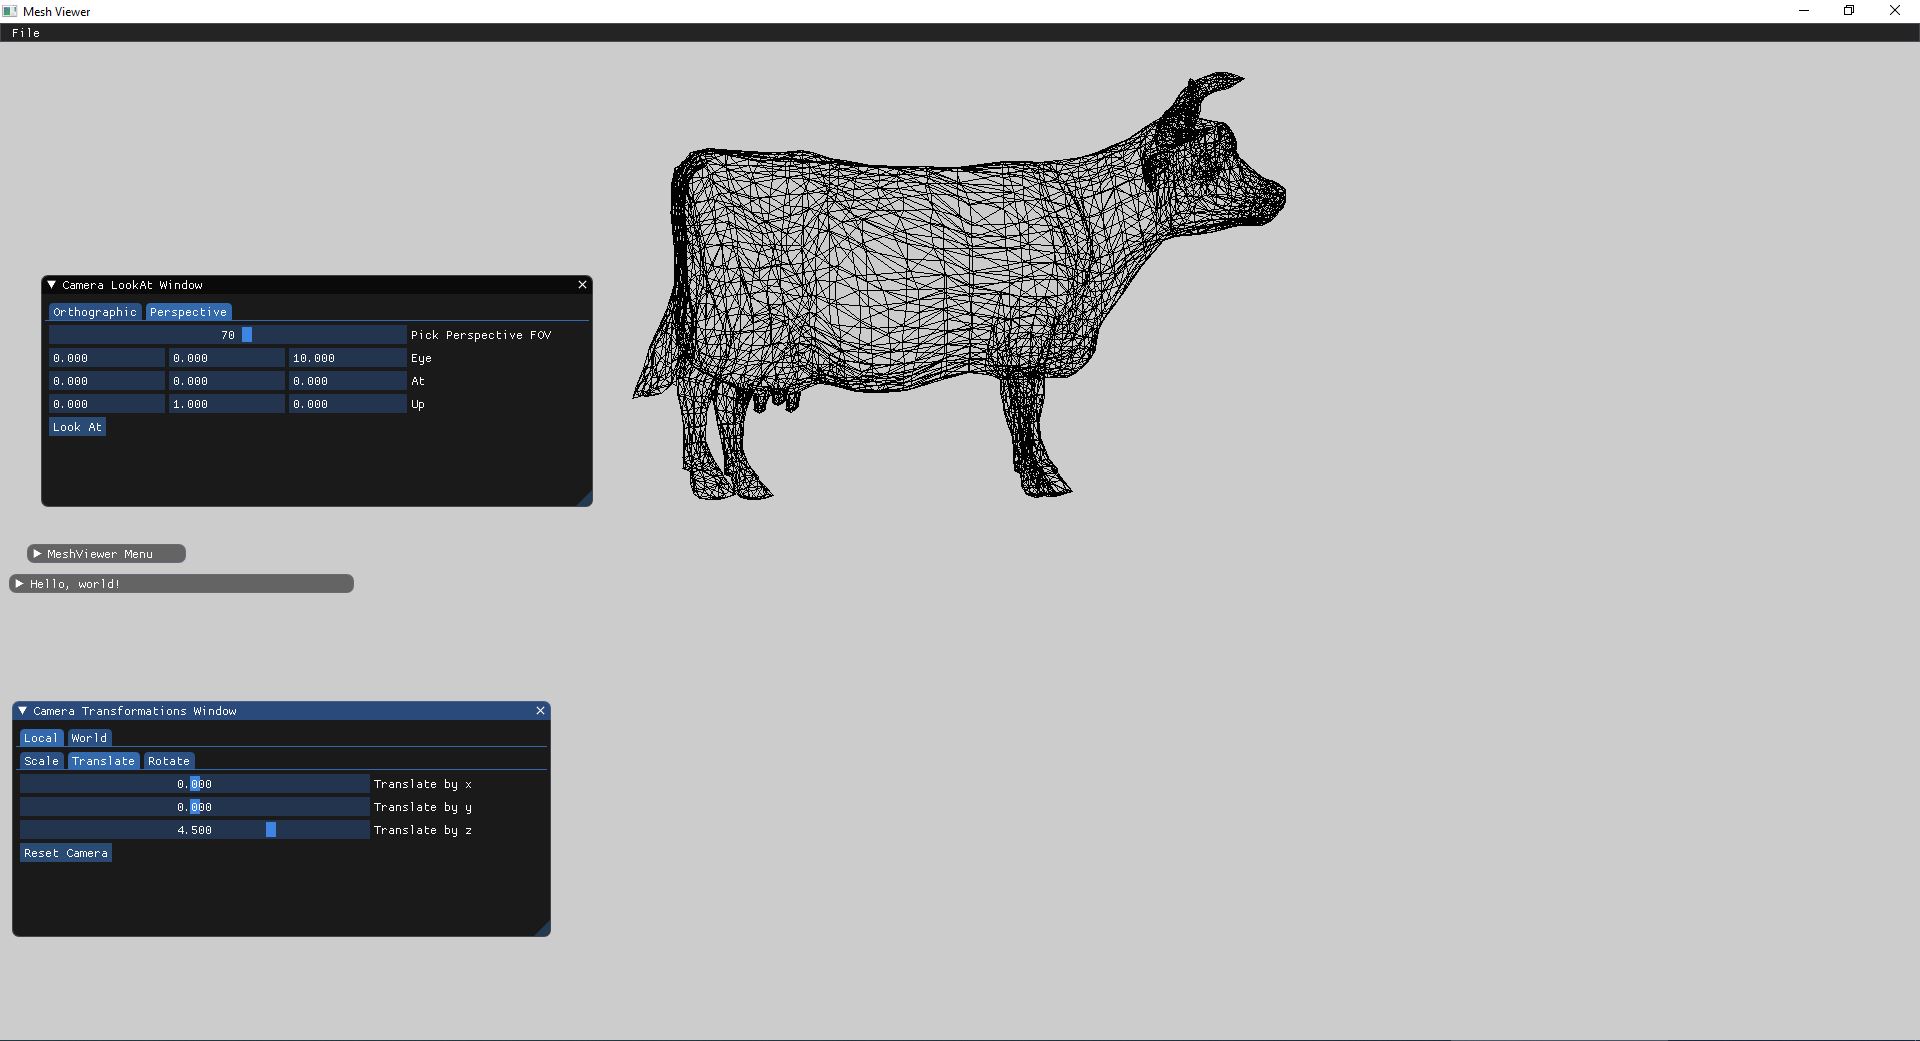 Mesh Viewer
File
Camera LookAt Window
Orthographic Perspective
70 Pick Perspective FOV
0.000 0.000 10.000 Eye
0.000 0.000 0.000 At
0.000 1.000 0.000 Up
Look At
MeshViewer Menu
Hello, world!
Camera Transformations Window
Local World
Scale Translate Rotate
0.000 Translate by x
0.000 Translate by y
4.500 Translate by z
Reset Camera